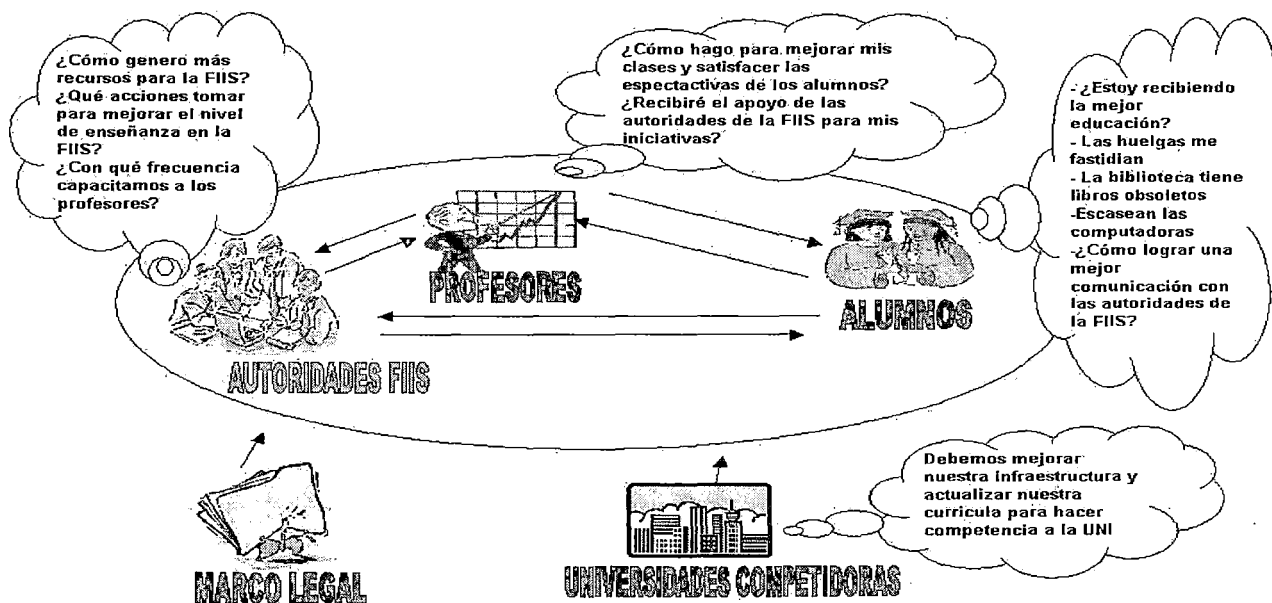 ¿Cómo genero más
recursos para la FIIS?
¿Qué acciones tomar
para mejorar el nivel
de enseñanza en la
FIIS?
¿Con qué frecuencia
capacitamos a los
profesores?
¿Cómo hago para mejorar mis
clases y satisfacer las
espectactivas de los alumnos?
¿Recibiré el apoyo de las
autoridades de la FIIS para mis
iniciativas?
- ¿Estoy recibiendo
la mejor
educación?
- Las huelgas me
fastidian
- La biblioteca tiene
libros obsoletos
-Escasean las
computadoras
-¿Cómo lograr una
mejor
comunicación con
las autoridades de
la FIIS?
PROFESORES
ALUMNOS
AUTORIDADES FIIS
Debemos mejorar
nuestra infraestructura y
actualizar nuestra
curricula para hacer
competencia a la UNI
MARCO LEGAL
UNIVERSIDADES COMPETIDORAS